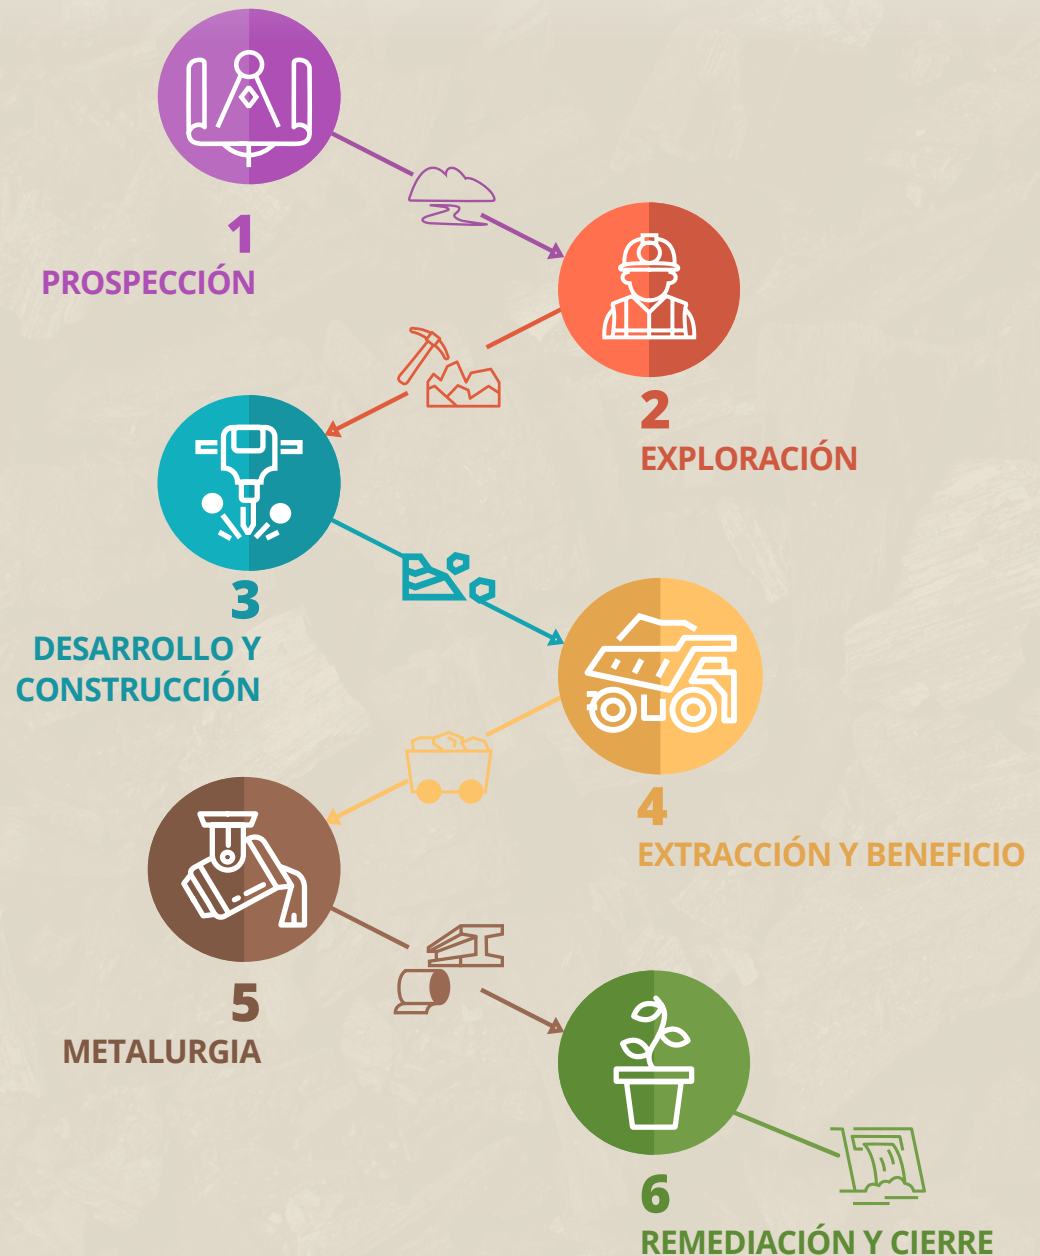 1
PROSPECCIÓN
2
EXPLORACIÓN
3
DESARROLLO Y
CONSTRUCCIÓN
4
EXTRACCIÓN Y BENEFICIO
5
METALURGIA
6
REMEDIACIÓN Y CIERRE